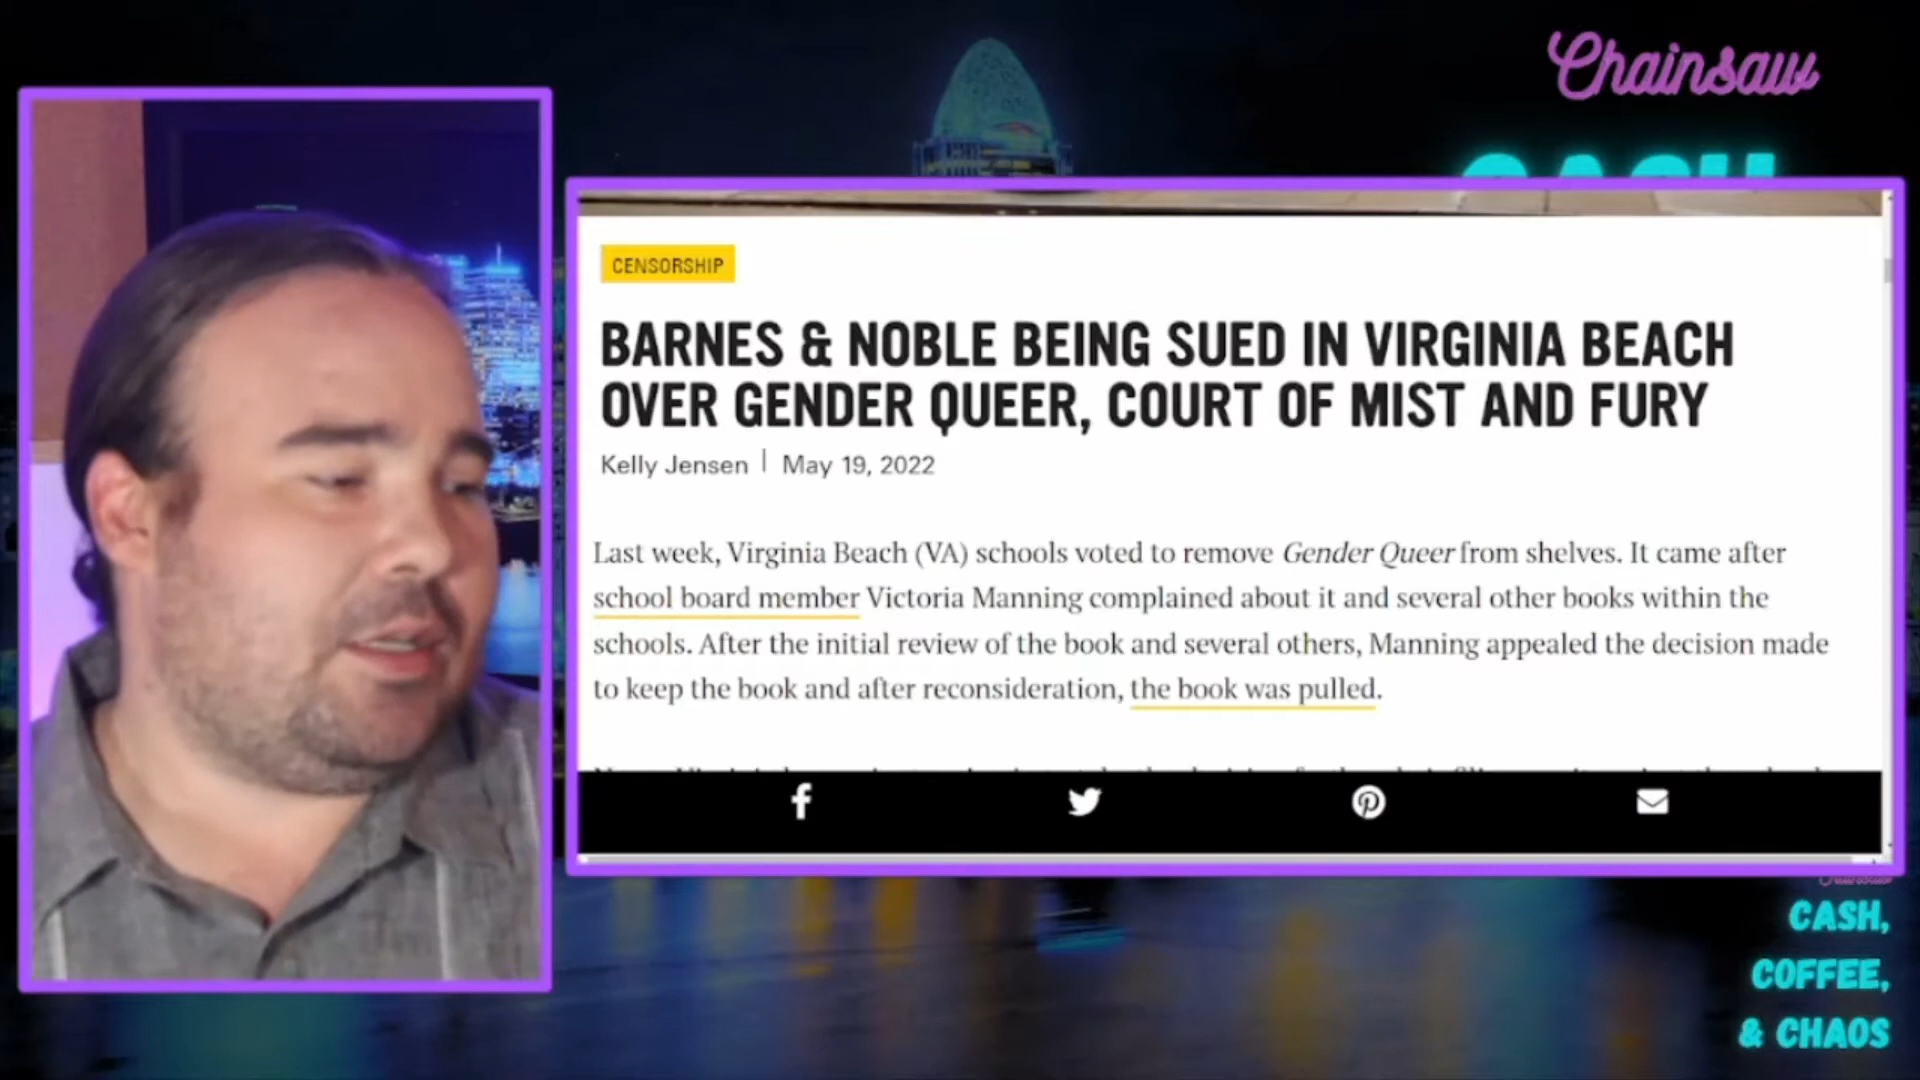 Chainsaw
CENSORSHIP
BARNES & NOBLE BEING SUED IN VIRGINIA BEACH
OVER GENDER QUEER, COURT OF MIST AND FURY
Kelly Jensen | May 19, 2022
Last week, Virginia Beach (VA) schools voted to remove Gender Queer from shelves. It came after
school board member Victoria Manning complained about it and several other books within the
schools. After the initial review of the book and several others, Manning appealed the decision made
to keep the book and after reconsideration, the book was pulled.
CASH,
COFFEE,
& CHAOS